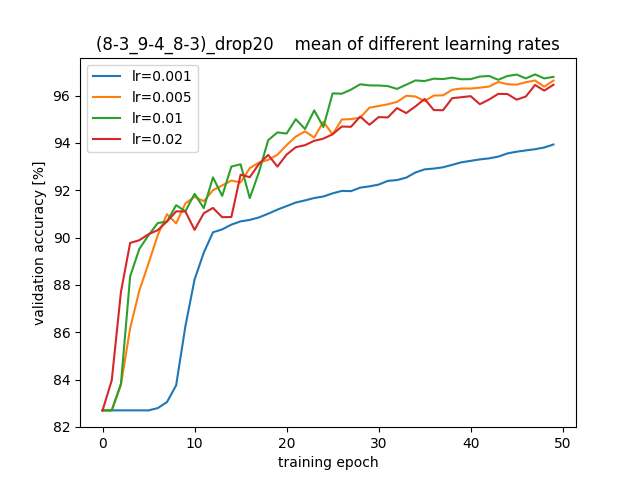 (8-3_9-4_8-3)_drop20    mean of different learning rates
lr=0.001
lr=0.005
lr=0.01
lr=0.02
validation accuracy [%]
96
94
92
90
88
86
84
82
0 10 20 30 40 50
training epoch